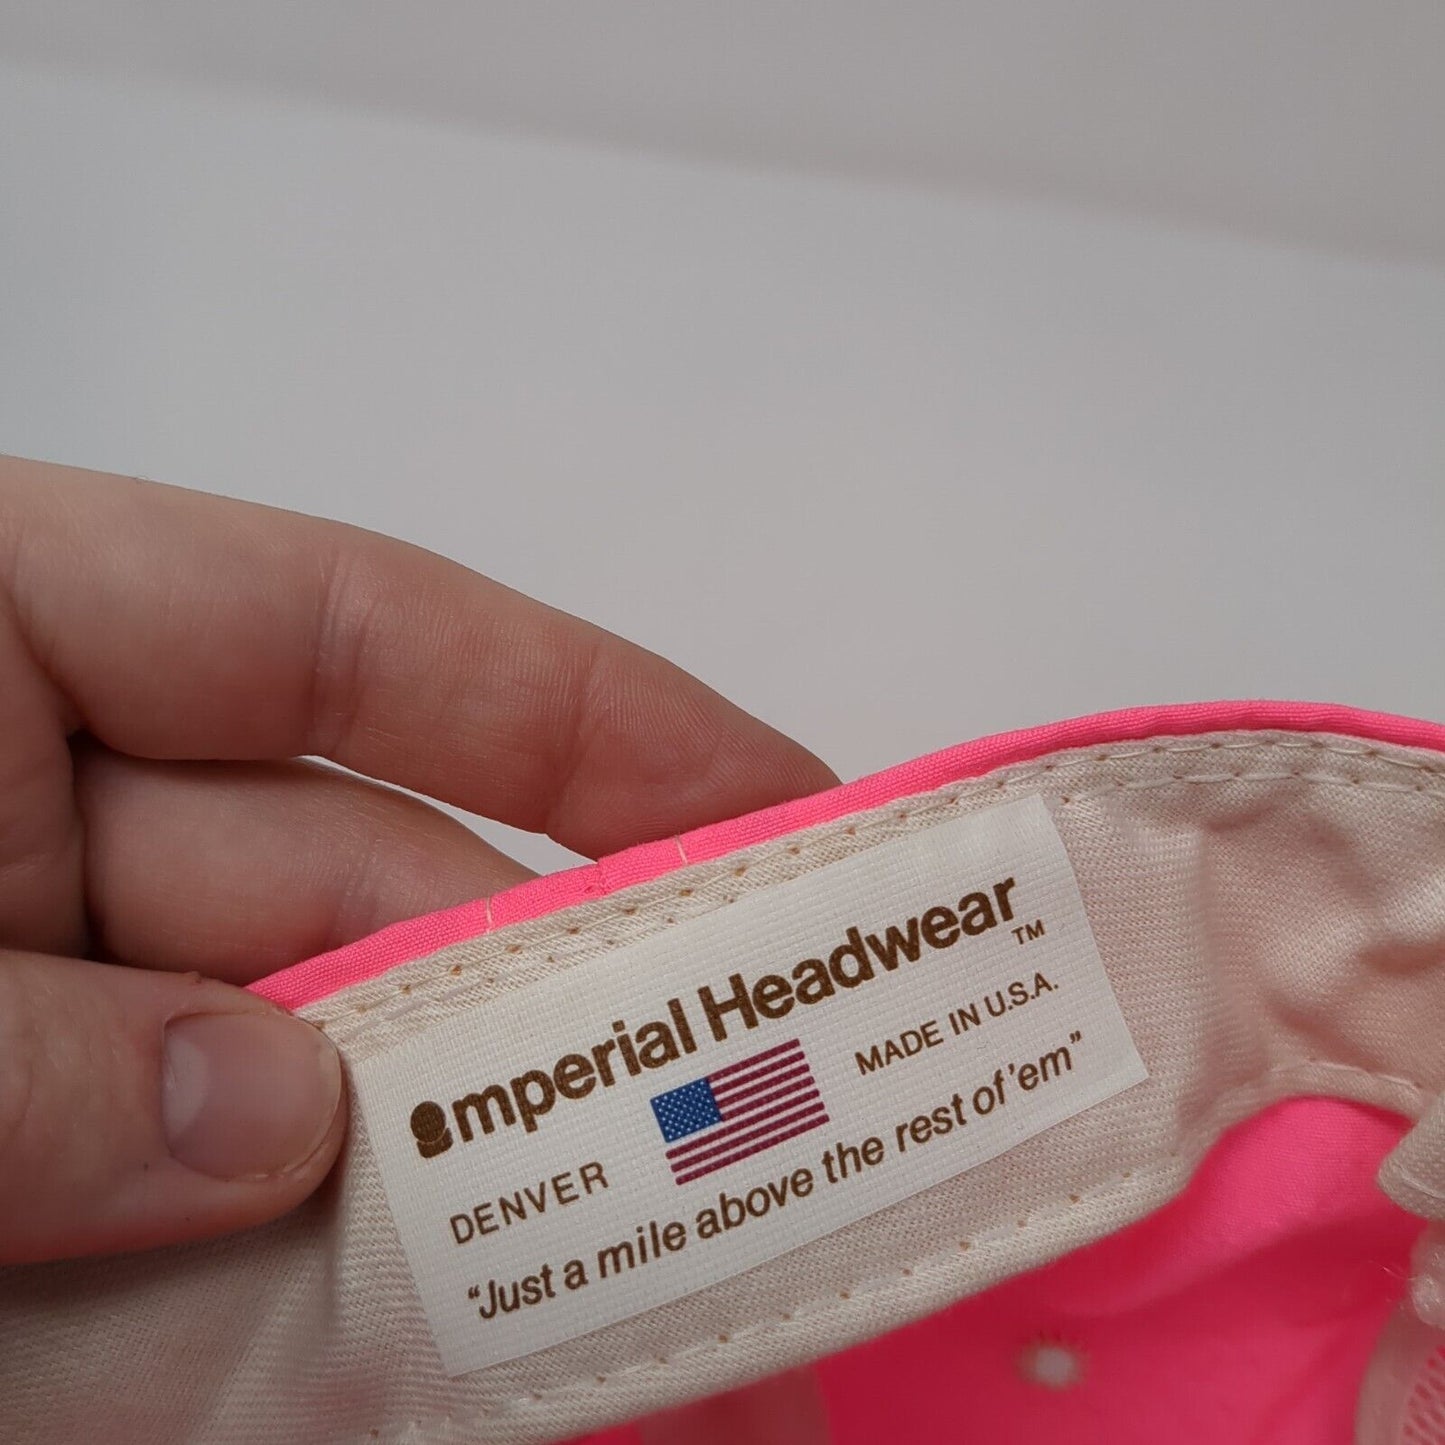 Imperial Headwear™
DENVER MADE IN U.S.A.
“Just a mile above the rest of ’em”